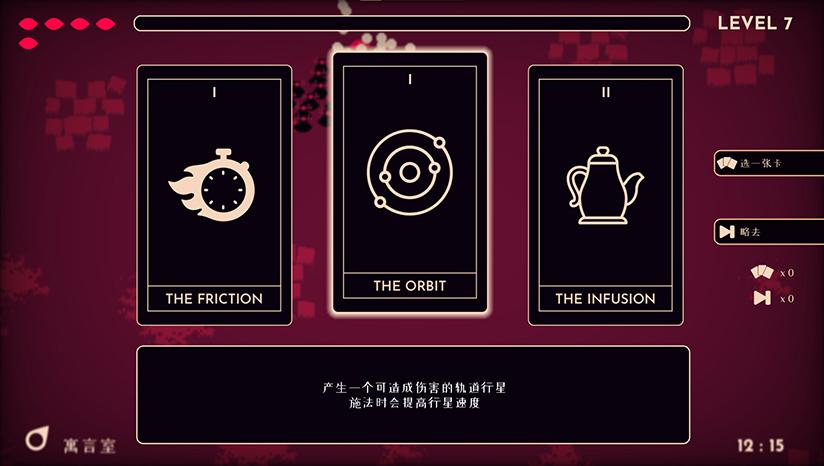 LEVEL 7
I
I
II
THE FRICTION
THE ORBIT
THE INFUSION
选一张卡
略去
x 0
x 0
产生一个可造成伤害的轨道行星
施法时会提高行星速度
寓言室
12 : 15